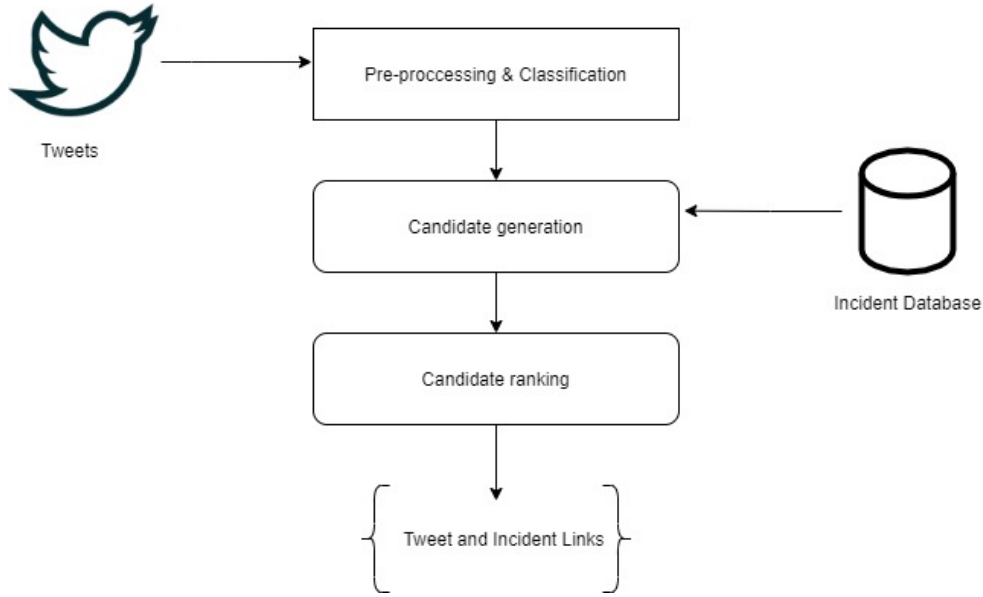 Pre-proccessing & Classification
Tweets
Candidate generation
Incident Database
Candidate ranking
Tweet and Incident Links